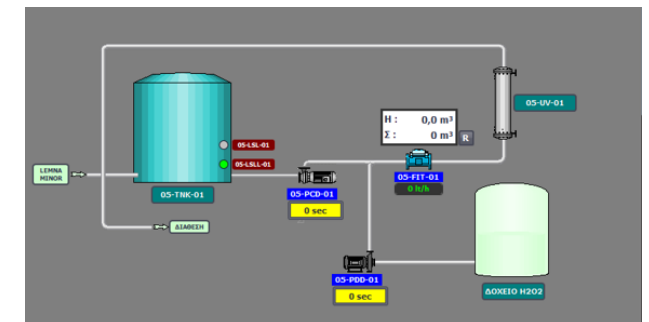 H : 0,0 m³
Σ : 0 m³
R
05-UV-01
05-LSL-01
05-LSLL-01
LEMNA
MINOR
05-TNK-01
05-PCD-01
0 sec
05-FIT-01
0 lt/h
ΔΙΑΘΕΣΗ
05-PDD-01
0 sec
ΔΟΧΕΙΟ H2O2